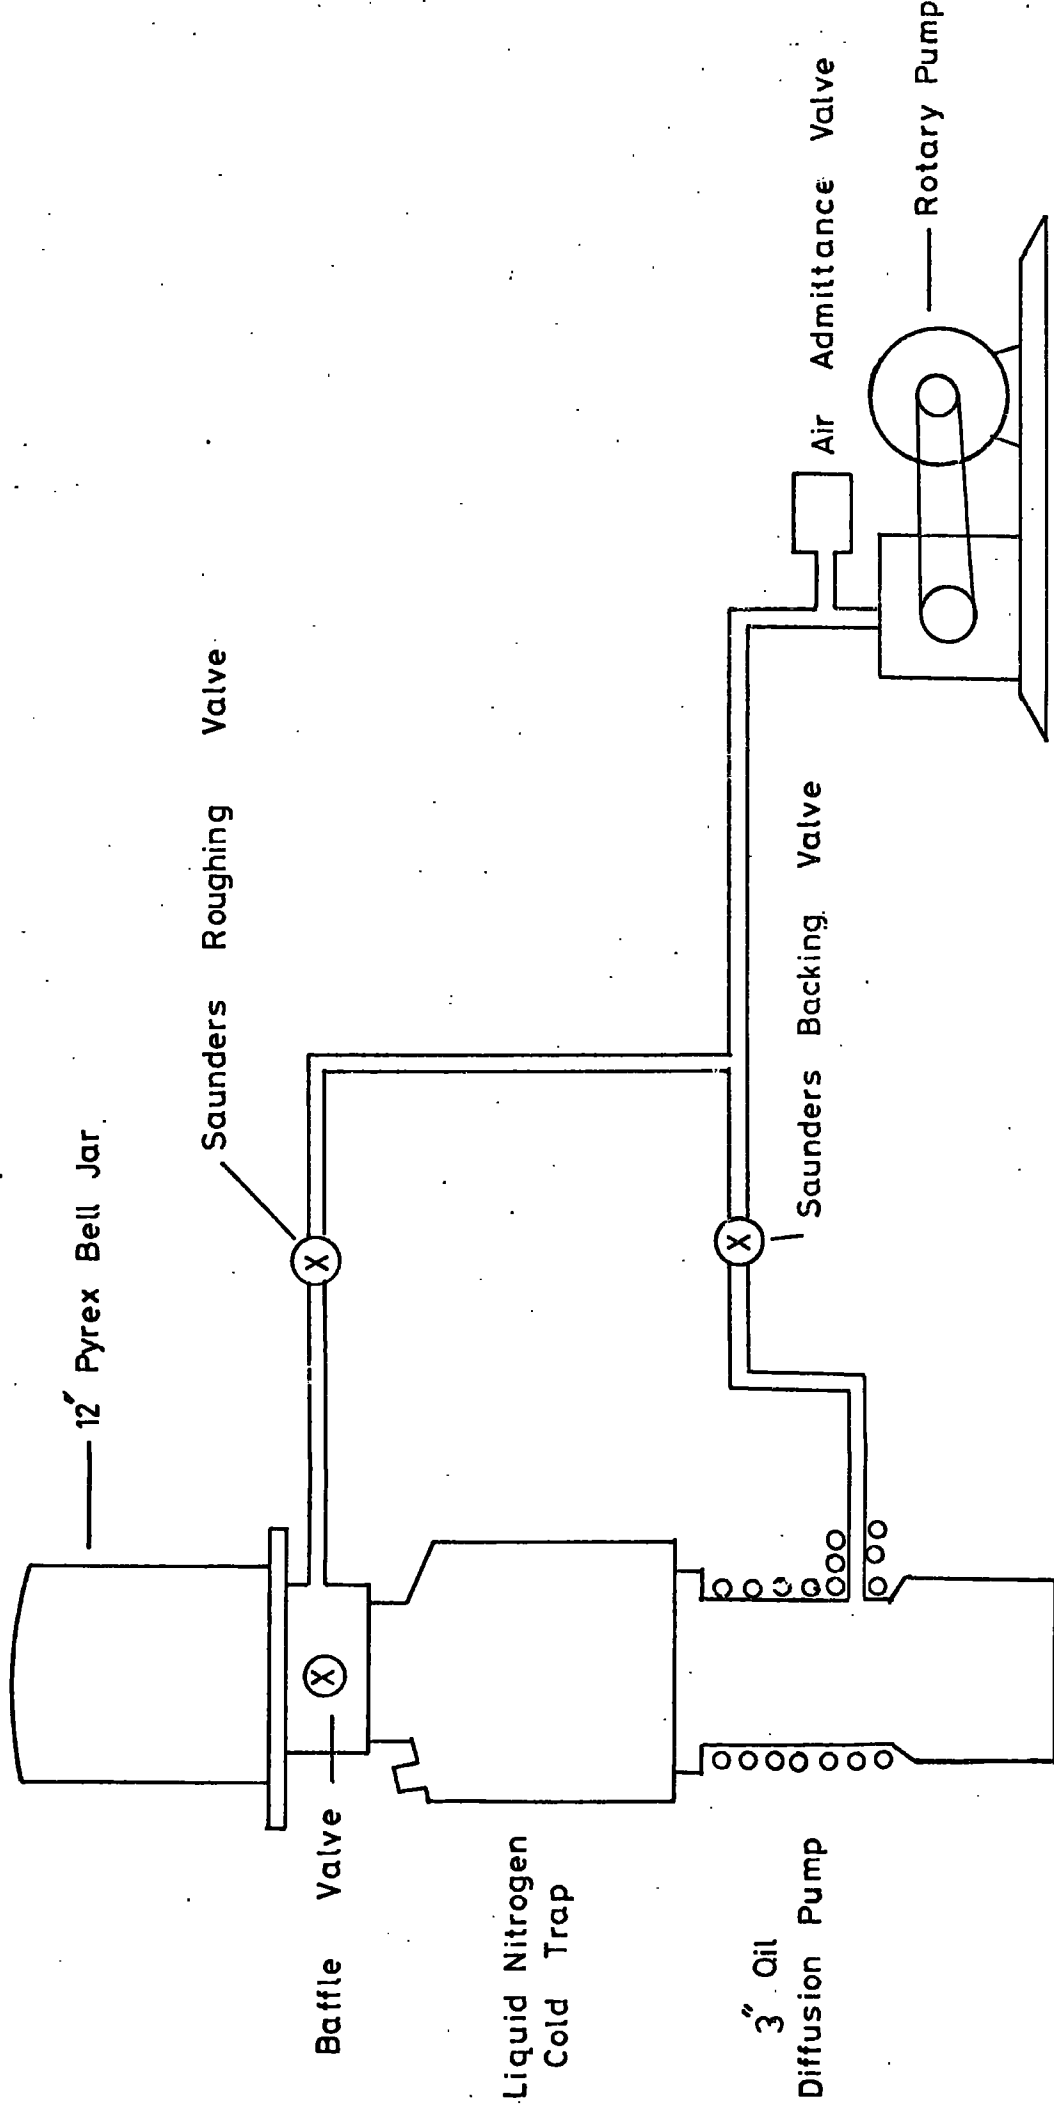 12" Pyrex Bell Jar
Saunders Roughing Valve
X
Baffle Valve
X
Liquid Nitrogen
Cold Trap
Air Admittance Valve
X
Saunders Backing Valve
3" Oil
Diffusion Pump
Rotary Pump